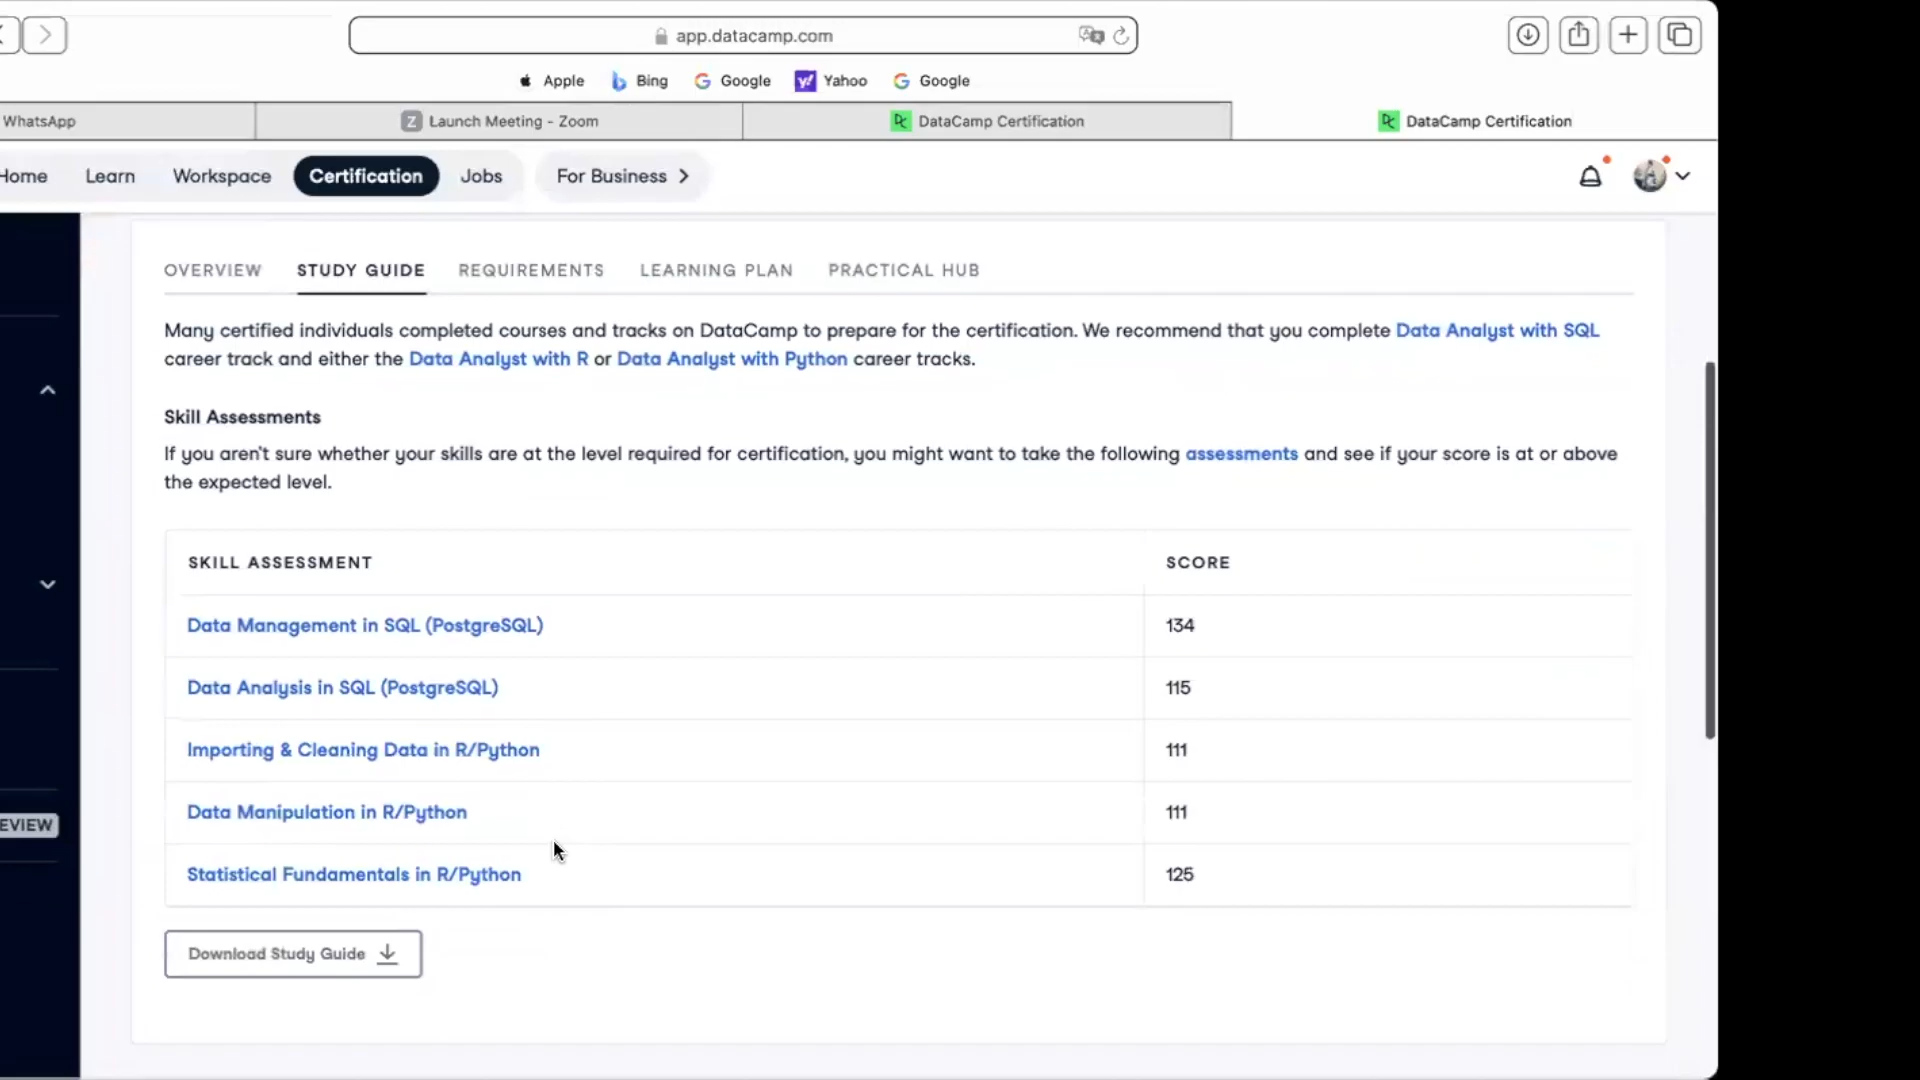 app.datacamp.com
Apple
Bing
Google
Yahoo
Google
WhatsApp
Launch Meeting - Zoom
DataCamp Certification
DataCamp Certification
Home
Learn
Workspace
Certification
Jobs
For Business
OVERVIEW
STUDY GUIDE
REQUIREMENTS
LEARNING PLAN
PRACTICAL HUB
Many certified individuals completed courses and tracks on DataCamp to prepare for the certification. We recommend that you complete Data Analyst with SQL
career track and either the Data Analyst with R or Data Analyst with Python career tracks.
Skill Assessments
If you aren't sure whether your skills are at the level required for certification, you might want to take the following assessments and see if your score is at or above
the expected level.
SKILL ASSESSMENT SCORE
Data Management in SQL (PostgreSQL) 134
Data Analysis in SQL (PostgreSQL) 115
Importing & Cleaning Data in R/Python 111
Data Manipulation in R/Python 111
EVIEW
Statistical Fundamentals in R/Python 125
Download Study Guide